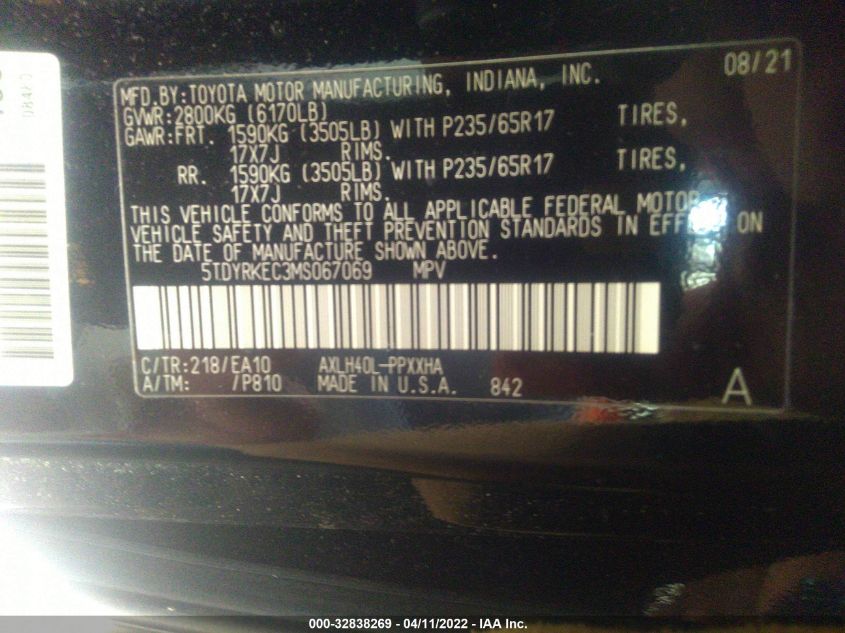 08/21
MFD.BY:TOYOTA MOTOR MANUFACTURING, INDIANA, INC.
GVWR:2800KG (6170LB)
GAWR:FRT. 1590KG (3505LB) WITH P235/65R17 TIRES,
17X7J RIMS.
RR. 1590KG (3505LB) WITH P235/65R17 TIRES,
17X7J RIMS.
THIS VEHICLE CONFORMS TO ALL APPLICABLE FEDERAL MOTOR
VEHICLE SAFETY AND THEFT PREVENTION STANDARDS IN EFFECT ON
THE DATE OF MANUFACTURE SHOWN ABOVE.
5TDYRKEC3MS067069 MPV
C/TR:218/EA10 AXLH40L-PPXXHA
A/TM: /P810 MADE IN U.S.A. 842 A
000-32838269 - 04/11/2022 - IAA Inc.